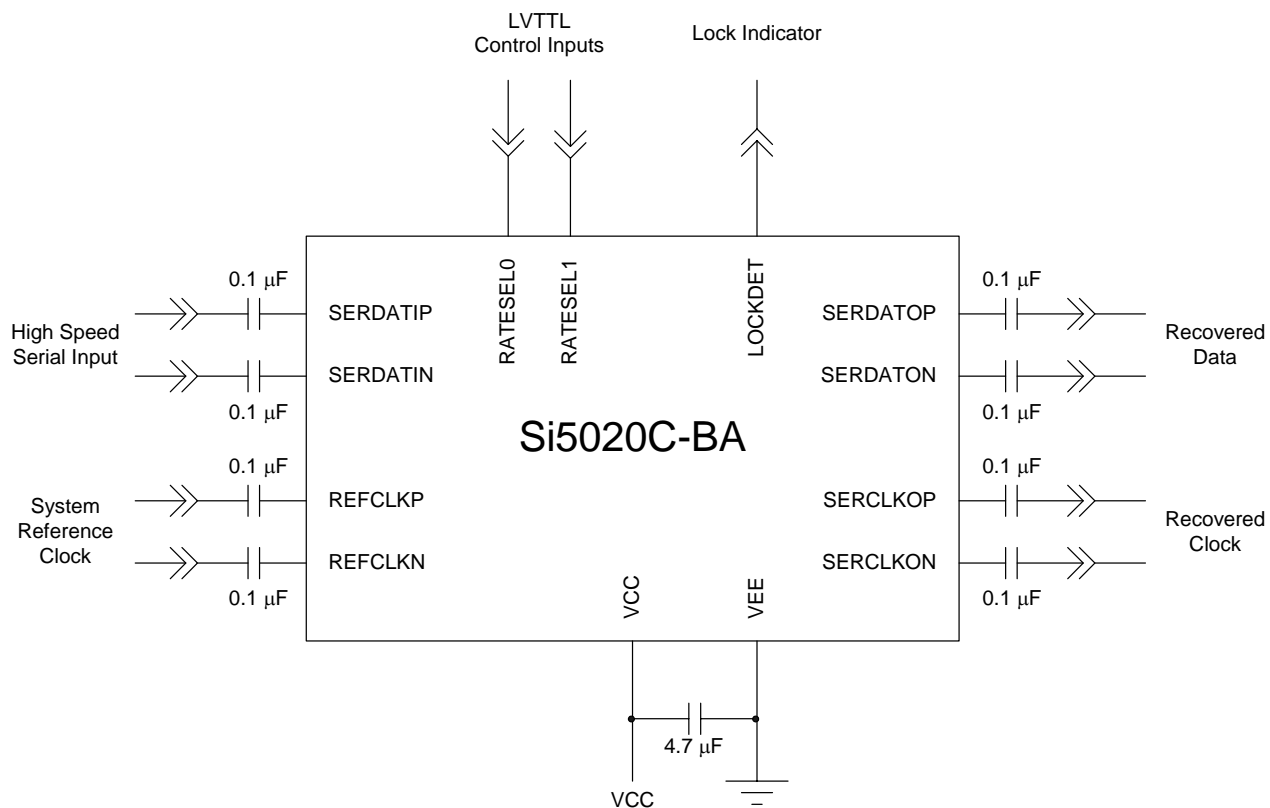 LVTTL
Control Inputs
Lock Indicator
RATESEL0
RATESEL1
LOCKDET
0.1 μF
SERDATIP
High Speed
Serial Input
SERDATIN
0.1 μF
0.1 μF
SERDATOP
Recovered
Data
SERDATON
0.1 μF
Si5020C-BA
0.1 μF
REFCLKP
System
Reference
Clock
REFCLKN
0.1 μF
0.1 μF
SERCLKOP
Recovered
Clock
SERCLKON
0.1 μF
VCC
VEE
4.7 μF
VCC